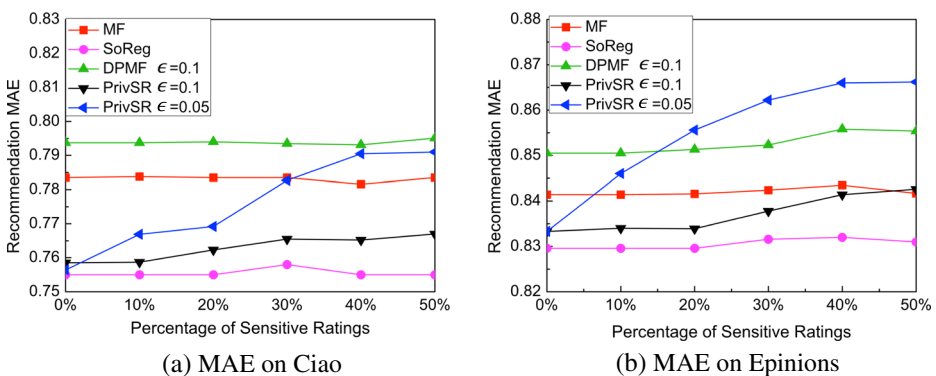 0.83
0.82
0.81
0.80
0.79
0.78
0.77
0.76
0.75
Recommendation MAE
MF
SoReg
DPMF ϵ=0.1
PrivSR ϵ=0.1
PrivSR ϵ=0.05
0% 10% 20% 30% 40% 50%
Percentage of Sensitive Ratings
(a) MAE on Ciao
0.88
0.87
0.86
0.85
0.84
0.83
0.82
Recommendation MAE
MF
SoReg
DPMF ϵ=0.1
PrivSR ϵ=0.1
PrivSR ϵ=0.05
0% 10% 20% 30% 40% 50%
Percentage of Sensitive Ratings
(b) MAE on Epinions